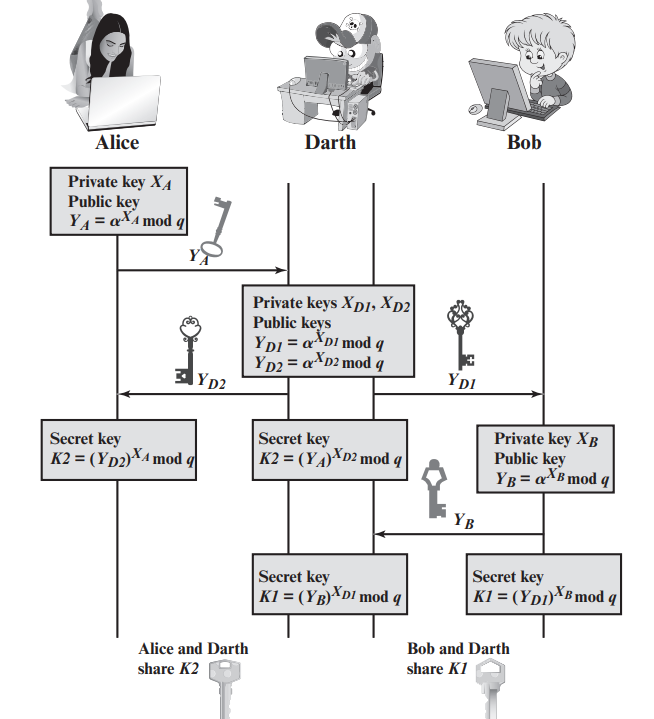 Alice
Darth
Bob
Private key X_A
Public key
Y_A = α^X_A mod q
Y_A
Private keys X_D1, X_D2
Public keys
Y_D1 = α^X_D1 mod q
Y_D2 = α^X_D2 mod q
Y_D2
Y_D1
Secret key
K2 = (Y_D2)^X_A mod q
Secret key
K2 = (Y_A)^X_D2 mod q
Private key X_B
Public key
Y_B = α^X_B mod q
Y_B
Secret key
K1 = (Y_B)^X_D1 mod q
Secret key
K1 = (Y_D1)^X_B mod q
Alice and Darth
share K2
Bob and Darth
share K1